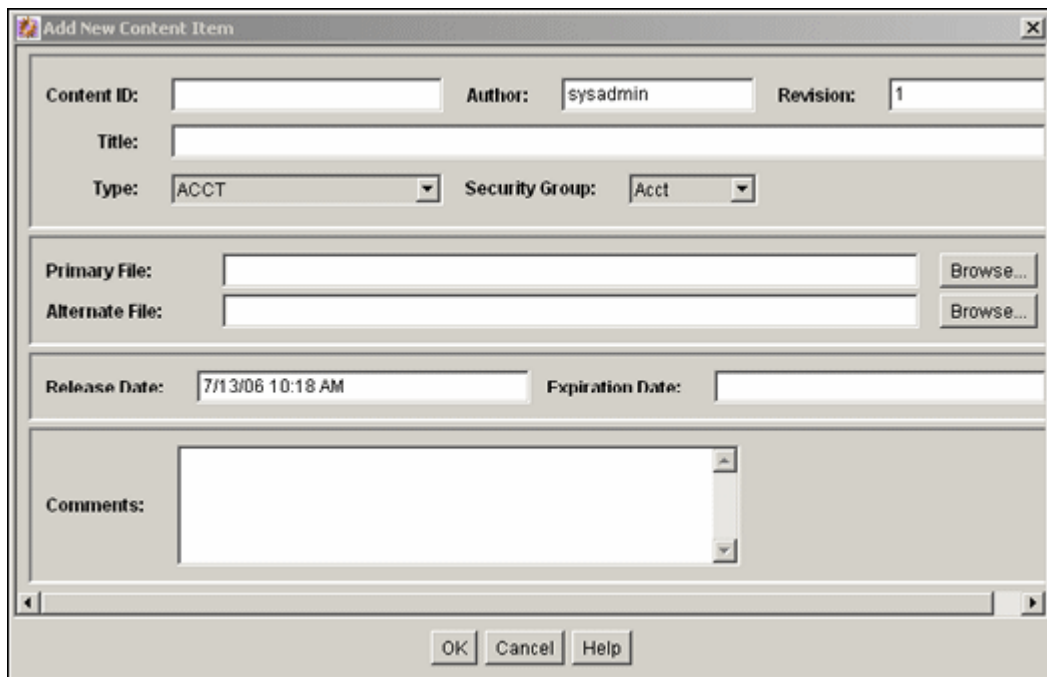 Add New Content Item
Content ID: Author: sysadmin Revision: 1
Title:
Type: ACCT Security Group: Acct
Primary File: Browse...
Alternate File: Browse...
Release Date: 7/13/06 10:18 AM Expiration Date:
Comments:
OK Cancel Help